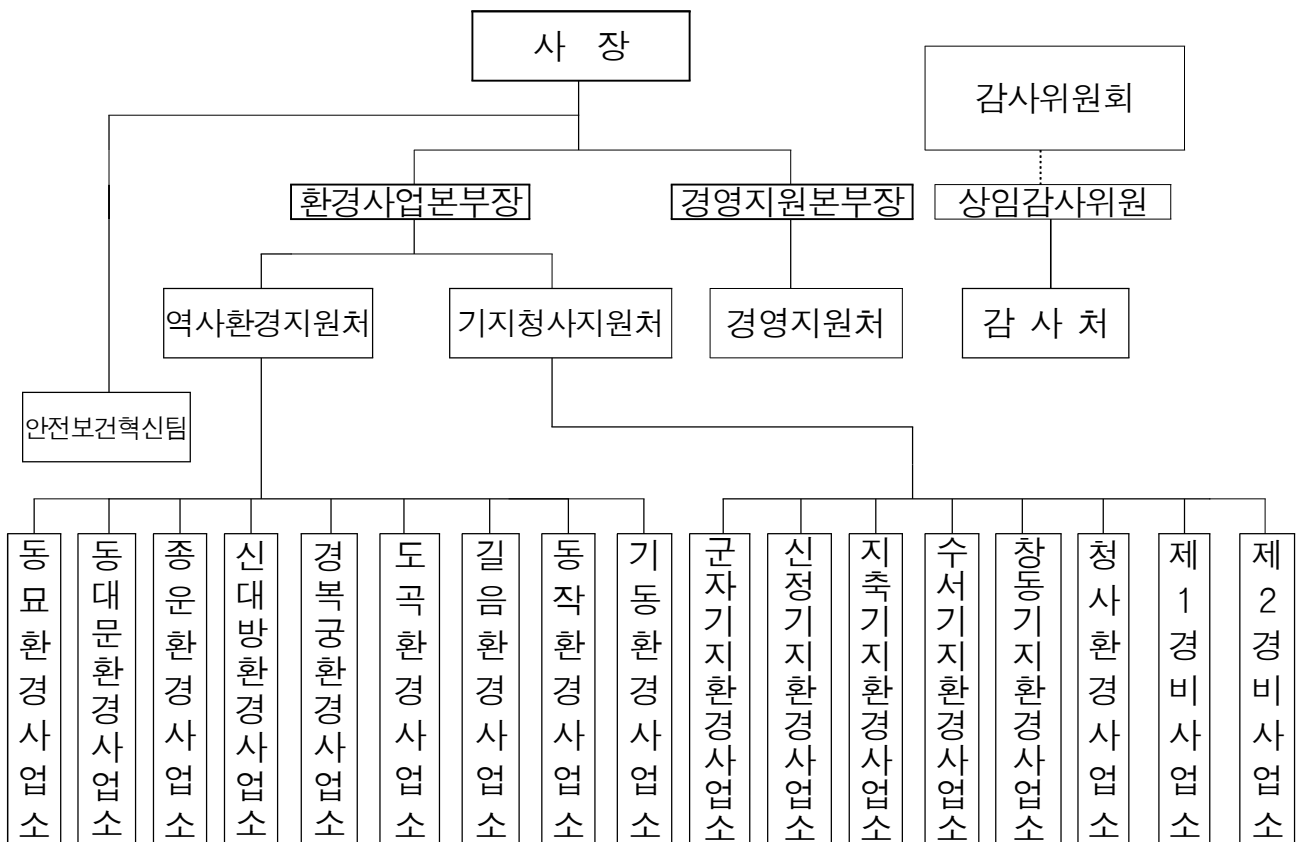 사 장
감사위원회
환경사업본부장
경영지원본부장
상임감사위원
역사환경지원처
기지청사지원처
경영지원처
감 사 처
안전보건혁신팀
동묘환경사업소
동대문환경사업소
종운환경사업소
신대방환경사업소
경복궁환경사업소
도곡환경사업소
길음환경사업소
동작환경사업소
기동환경사업소
군자기지환경사업소
신정기지환경사업소
지축기지환경사업소
수서기지환경사업소
창동기지환경사업소
청사환경사업소
제1경비사업소
제2경비사업소